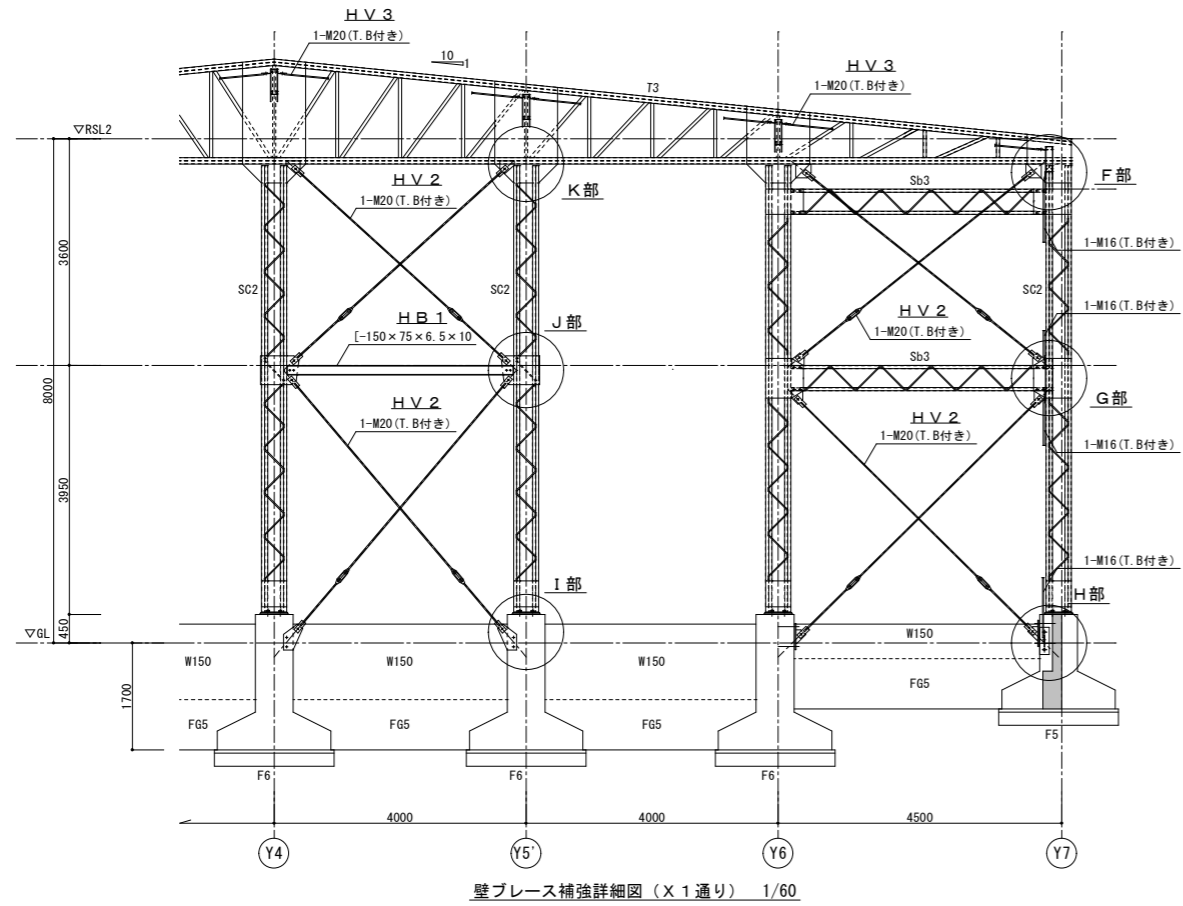 HV3
1-M20(T.B付き)
10
1
T3
HV3
1-M20(T.B付き)
▽RSL2
HV2
1-M20(T.B付き)
K部
Sb3
F部
1-M16(T.B付き)
3600
SC2
SC2
SC2
HB1
[-150×75×6.5×10
J部
HV2
1-M20(T.B付き)
1-M16(T.B付き)
Sb3
8000
HV2
1-M20(T.B付き)
G部
HV2
1-M20(T.B付き)
1-M16(T.B付き)
3950
I部
1-M16(T.B付き)
H部
▽GL
450
W150
W150
W150
W150
1700
FG5
FG5
FG5
FG5
F6
F6
F6
F5
4000
4000
4500
Y4
Y5'
Y6
Y7
壁ブレース補強詳細図(X1通り) 1/60